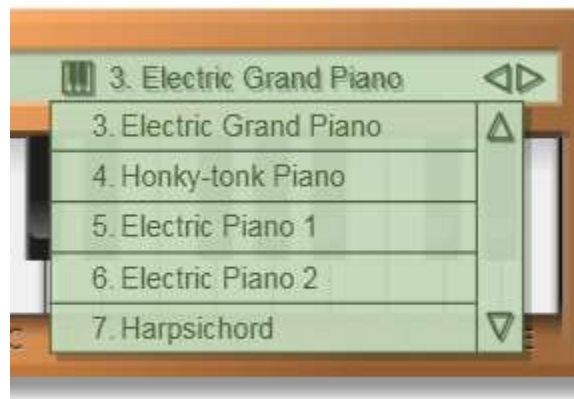 3. Electric Grand Piano
3. Electric Grand Piano
4. Honky-tonk Piano
5. Electric Piano 1
6. Electric Piano 2
7. Harpsichord
C
E